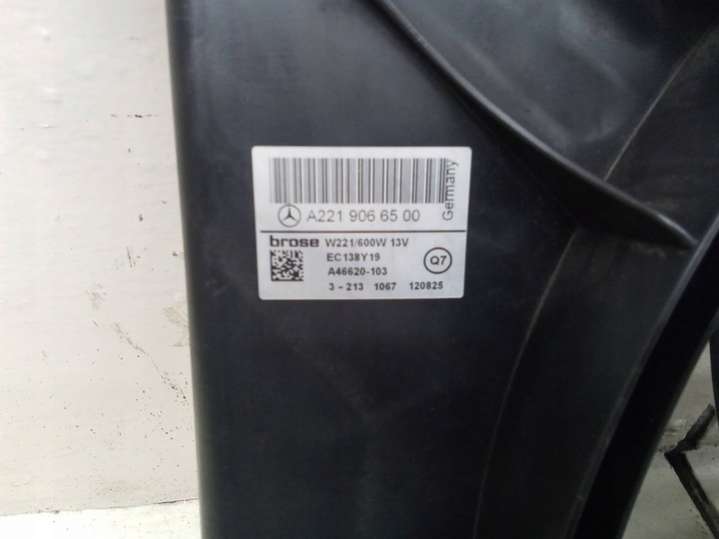 A221 906 65 00
Germany
brose W221/600W 13V
EC138Y19
Q7
A46620-103
3 - 213 1067 120825